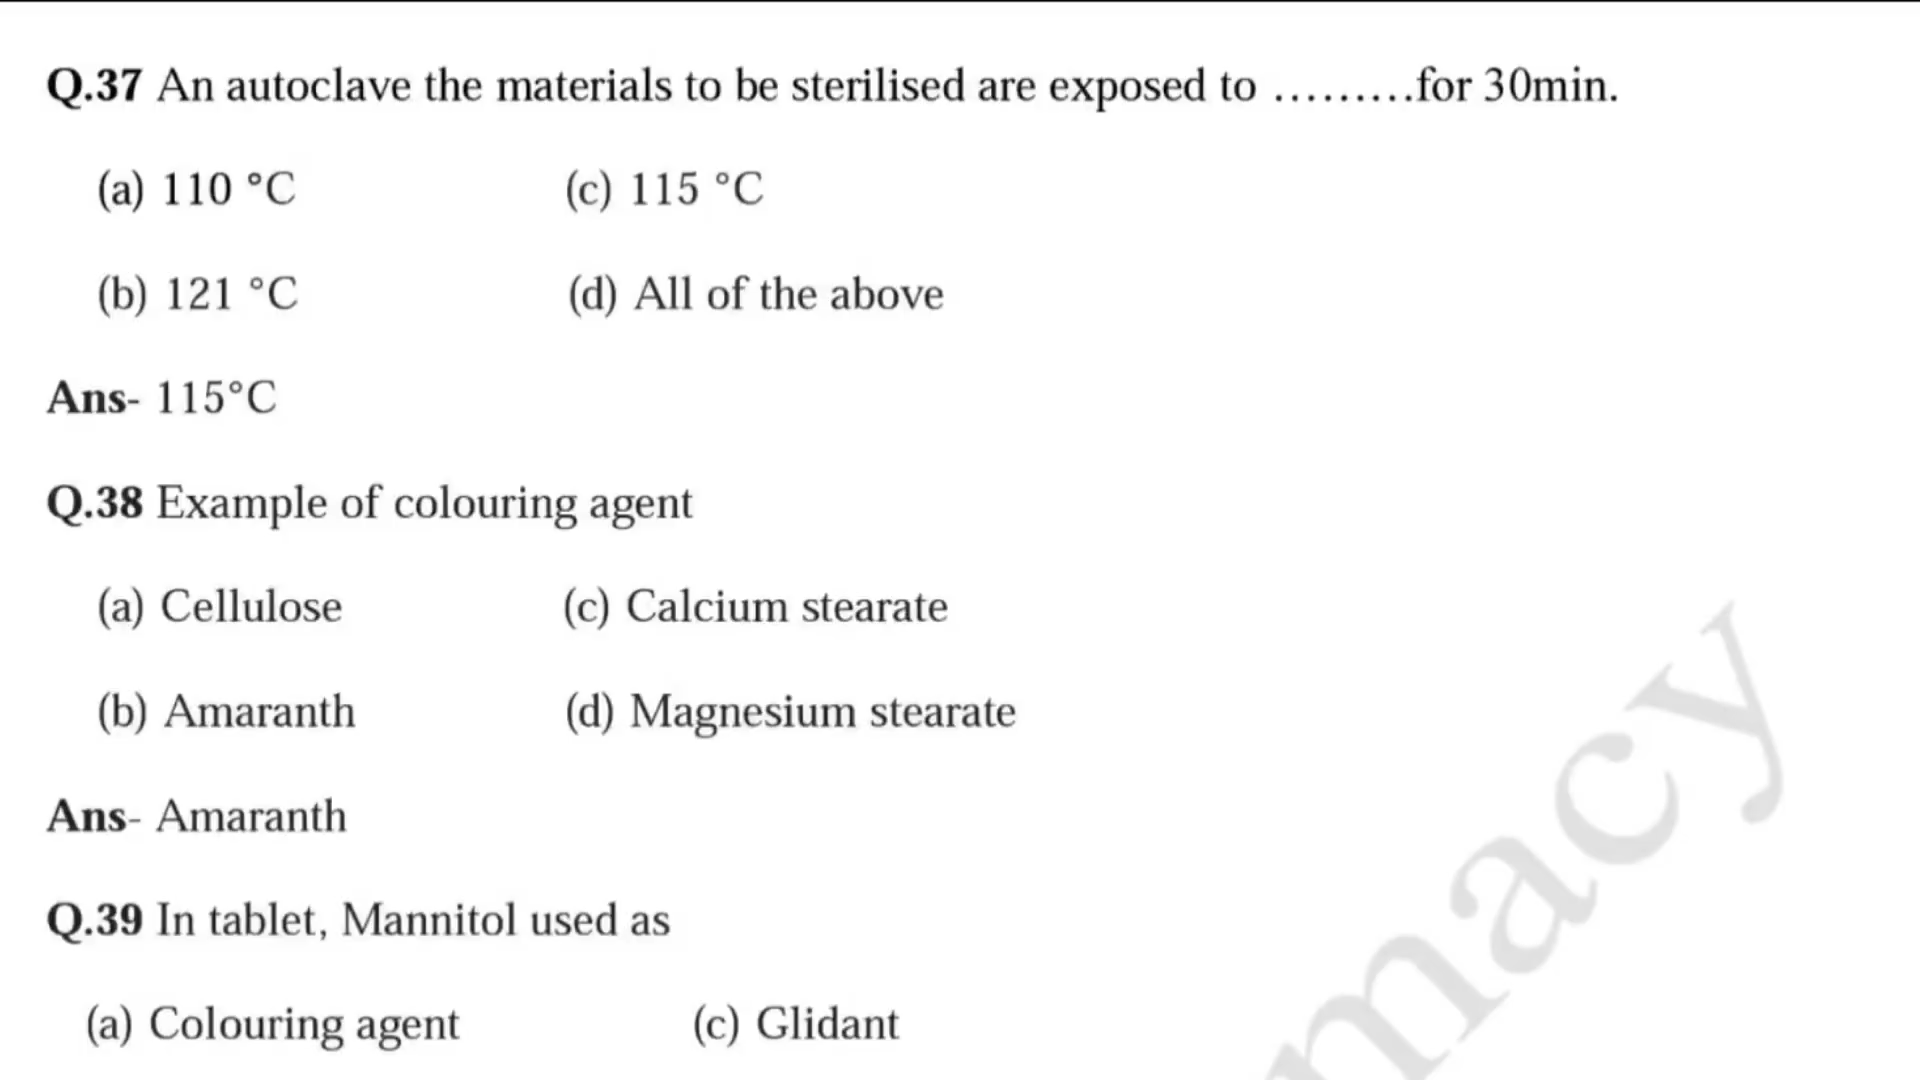 Q.37 An autoclave the materials to be sterilised are exposed to .........for 30min.
(a) 110 °C (c) 115 °C
(b) 121 °C (d) All of the above
Ans- 115°C
Q.38 Example of colouring agent
(a) Cellulose (c) Calcium stearate
(b) Amaranth (d) Magnesium stearate
Ans- Amaranth
Q.39 In tablet, Mannitol used as
(a) Colouring agent (c) Glidant
macy